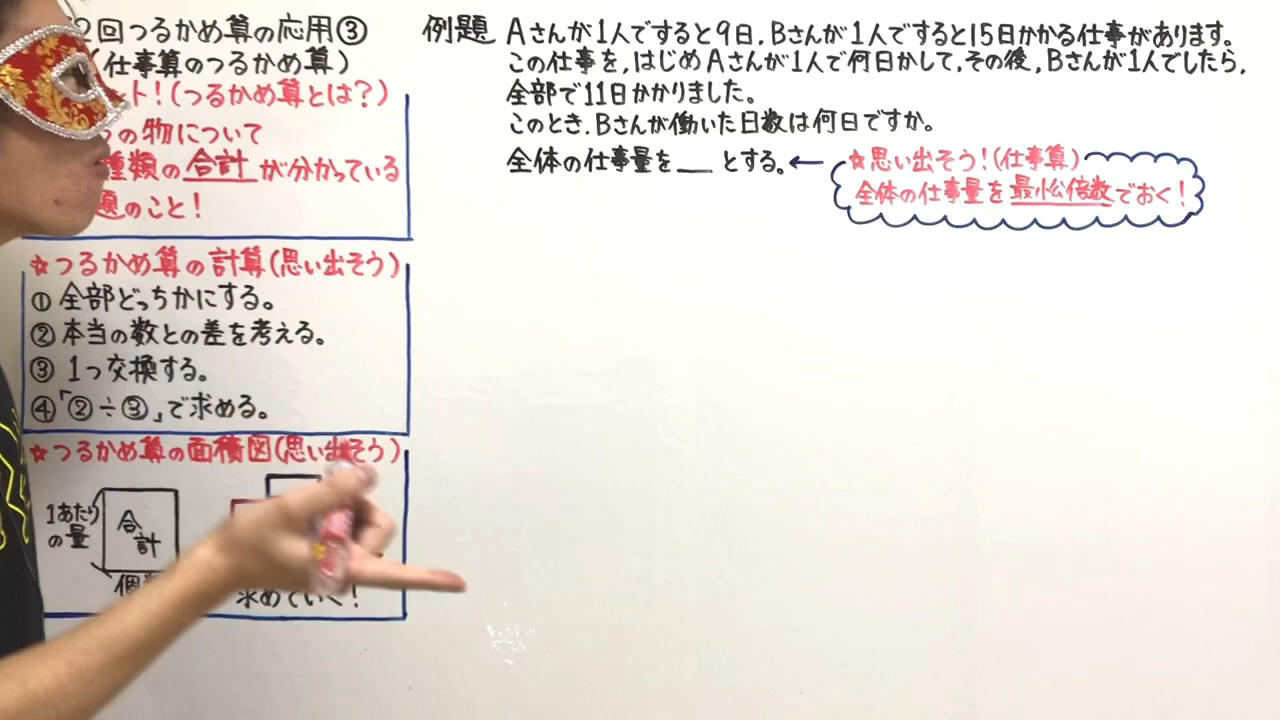 2回つるかめ算の応用③
(仕事算のつるかめ算)
ト!(つるかめ算とは?)
の物について
種類の合計が分かっている
題のこと!
☆つるかめ算の計算(思い出そう)
① 全部どっちかにする。
② 本当の数との差を考える。
③ 1つ交換する。
④「②÷③」で求める。
☆つるかめ算の面積図(思い出そう)
1あたり
の量
合
計
個
求めていく!
例題 Aさんが1人ですると9日、Bさんが1人ですると15日かかる仕事があります。
この仕事を、はじめAさんが1人で何日かして、その後、Bさんが1人でしたら、
全部で11日かかりました。
このとき、Bさんが働いた日数は何日ですか。
全体の仕事量を__とする。←
☆思い出そう!(仕事算)
全体の仕事量を最小公倍数でおく!